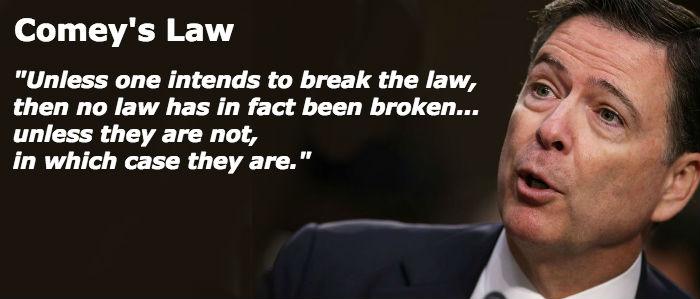 Comey's Law
"Unless one intends to break the law,
then no law has in fact been broken...
unless they are not,
in which case they are."